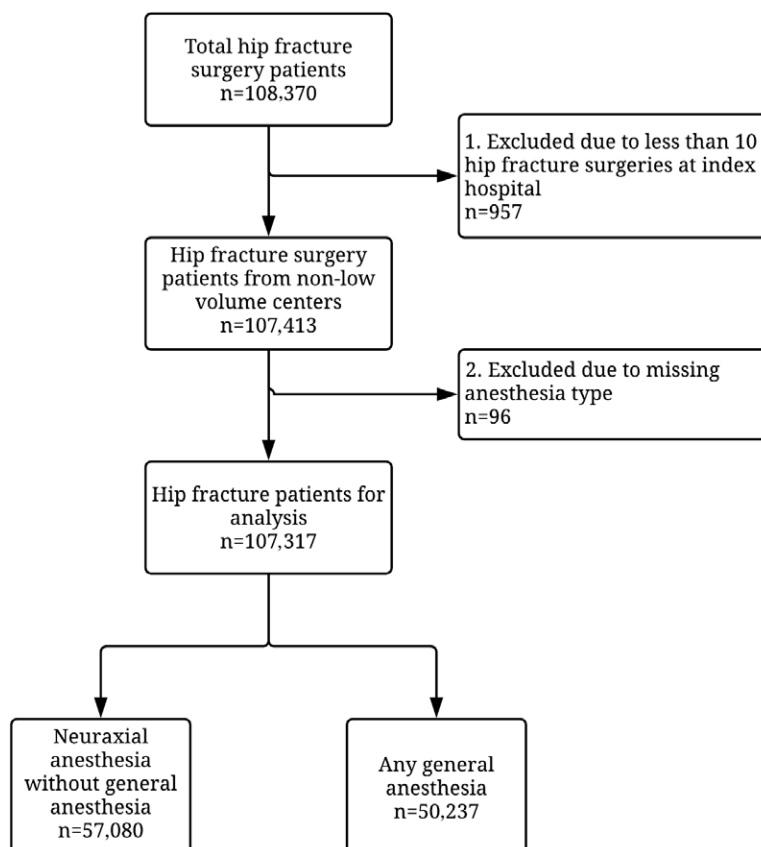 Total hip fracture
surgery patients
n=108,370
1. Excluded due to less than 10
hip fracture surgeries at index
hospital
n=957
Hip fracture surgery
patients from non-low
volume centers
n=107,413
2. Excluded due to missing
anesthesia type
n=96
Hip fracture patients for
analysis
n=107,317
Neuraxial
anesthesia
without general
anesthesia
n=57,080
Any general
anesthesia
n=50,237